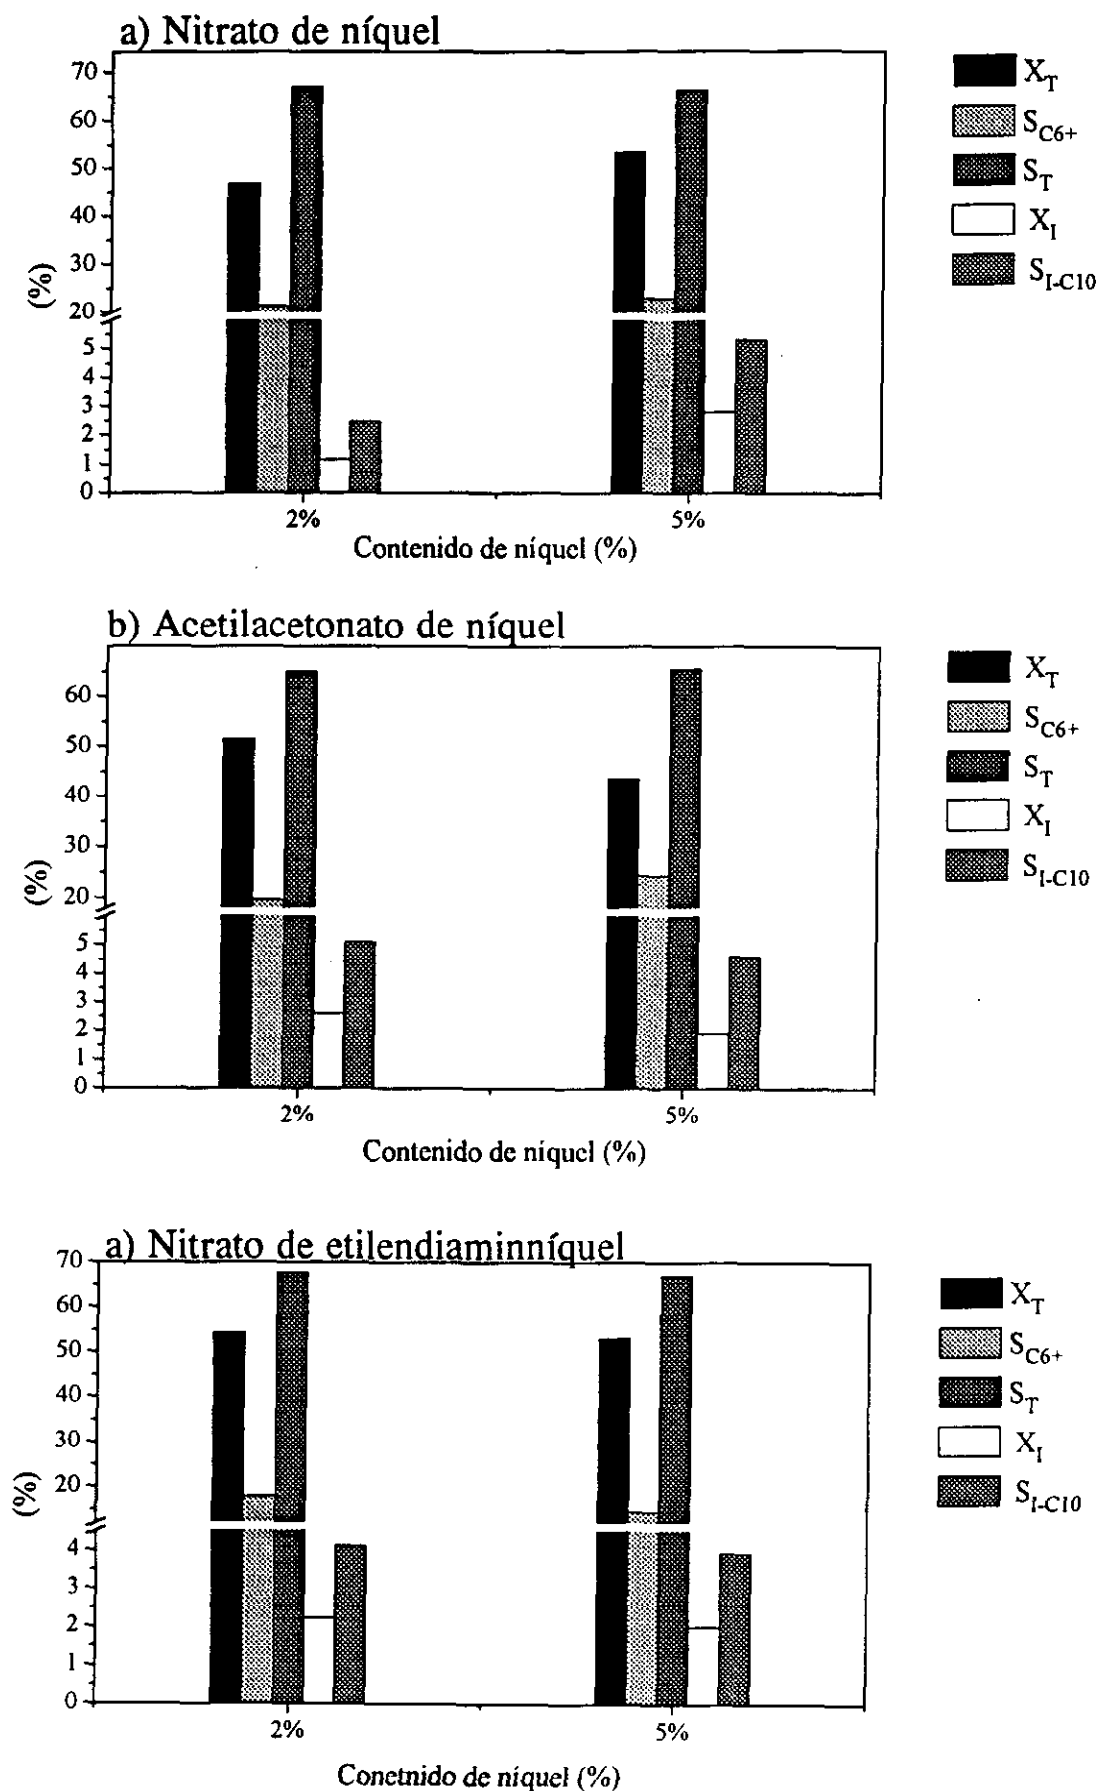 a) Nitrato de níquel
70
60
50
40
30
20
5
4
3
2
1
0
(%)
2%
5%
Contenido de níquel (%)
X_T
S_C6+
S_T
X_I
S_I-C10
b) Acetilacetonato de níquel
60
50
40
30
20
5
4
3
2
1
0
(%)
2%
5%
Contenido de níquel (%)
X_T
S_C6+
S_T
X_I
S_I-C10
a) Nitrato de etilendiaminníquel
70
60
50
40
30
20
4
3
2
1
0
(%)
2%
5%
Conetnido de níquel (%)
X_T
S_C6+
S_T
X_I
S_I-C10